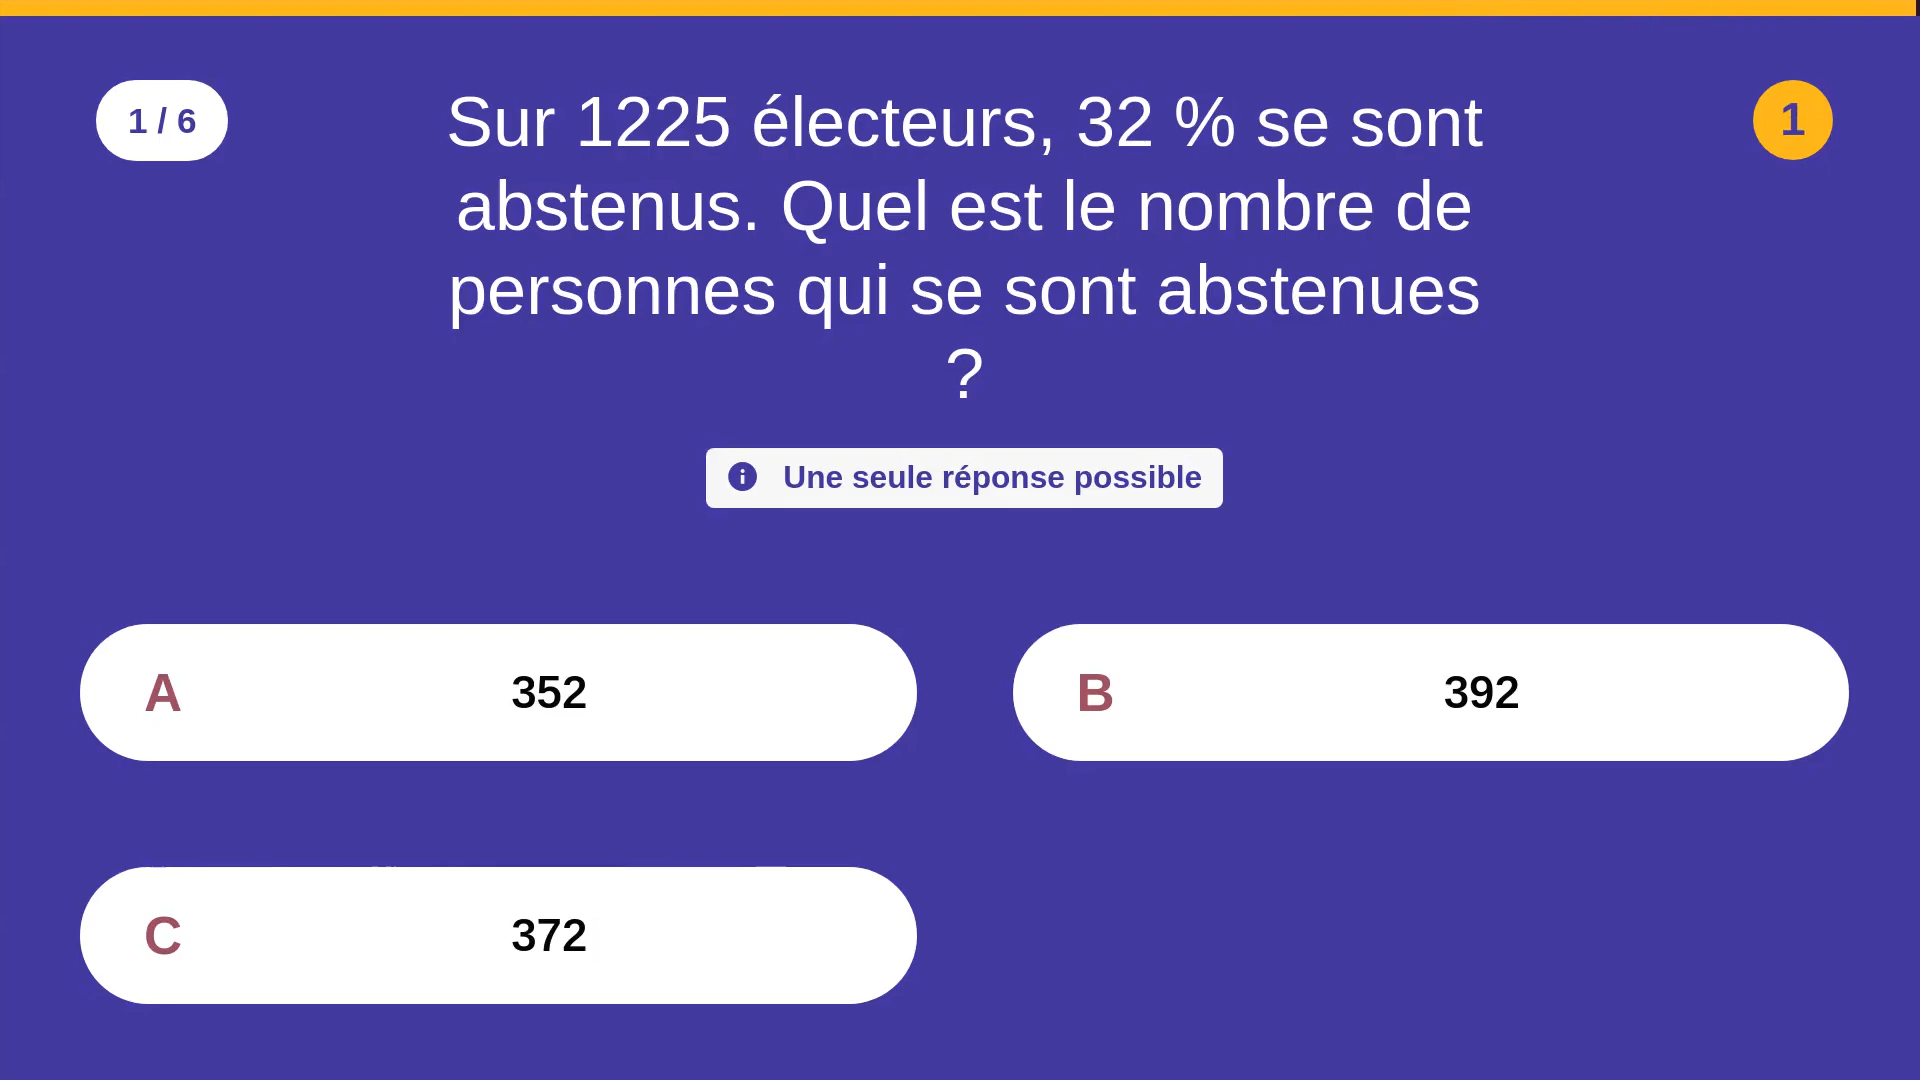 1 / 6
Sur 1225 électeurs, 32 % se sont
abstenus. Quel est le nombre de
personnes qui se sont abstenues
?
1
Une seule réponse possible
A 352
B 392
C 372